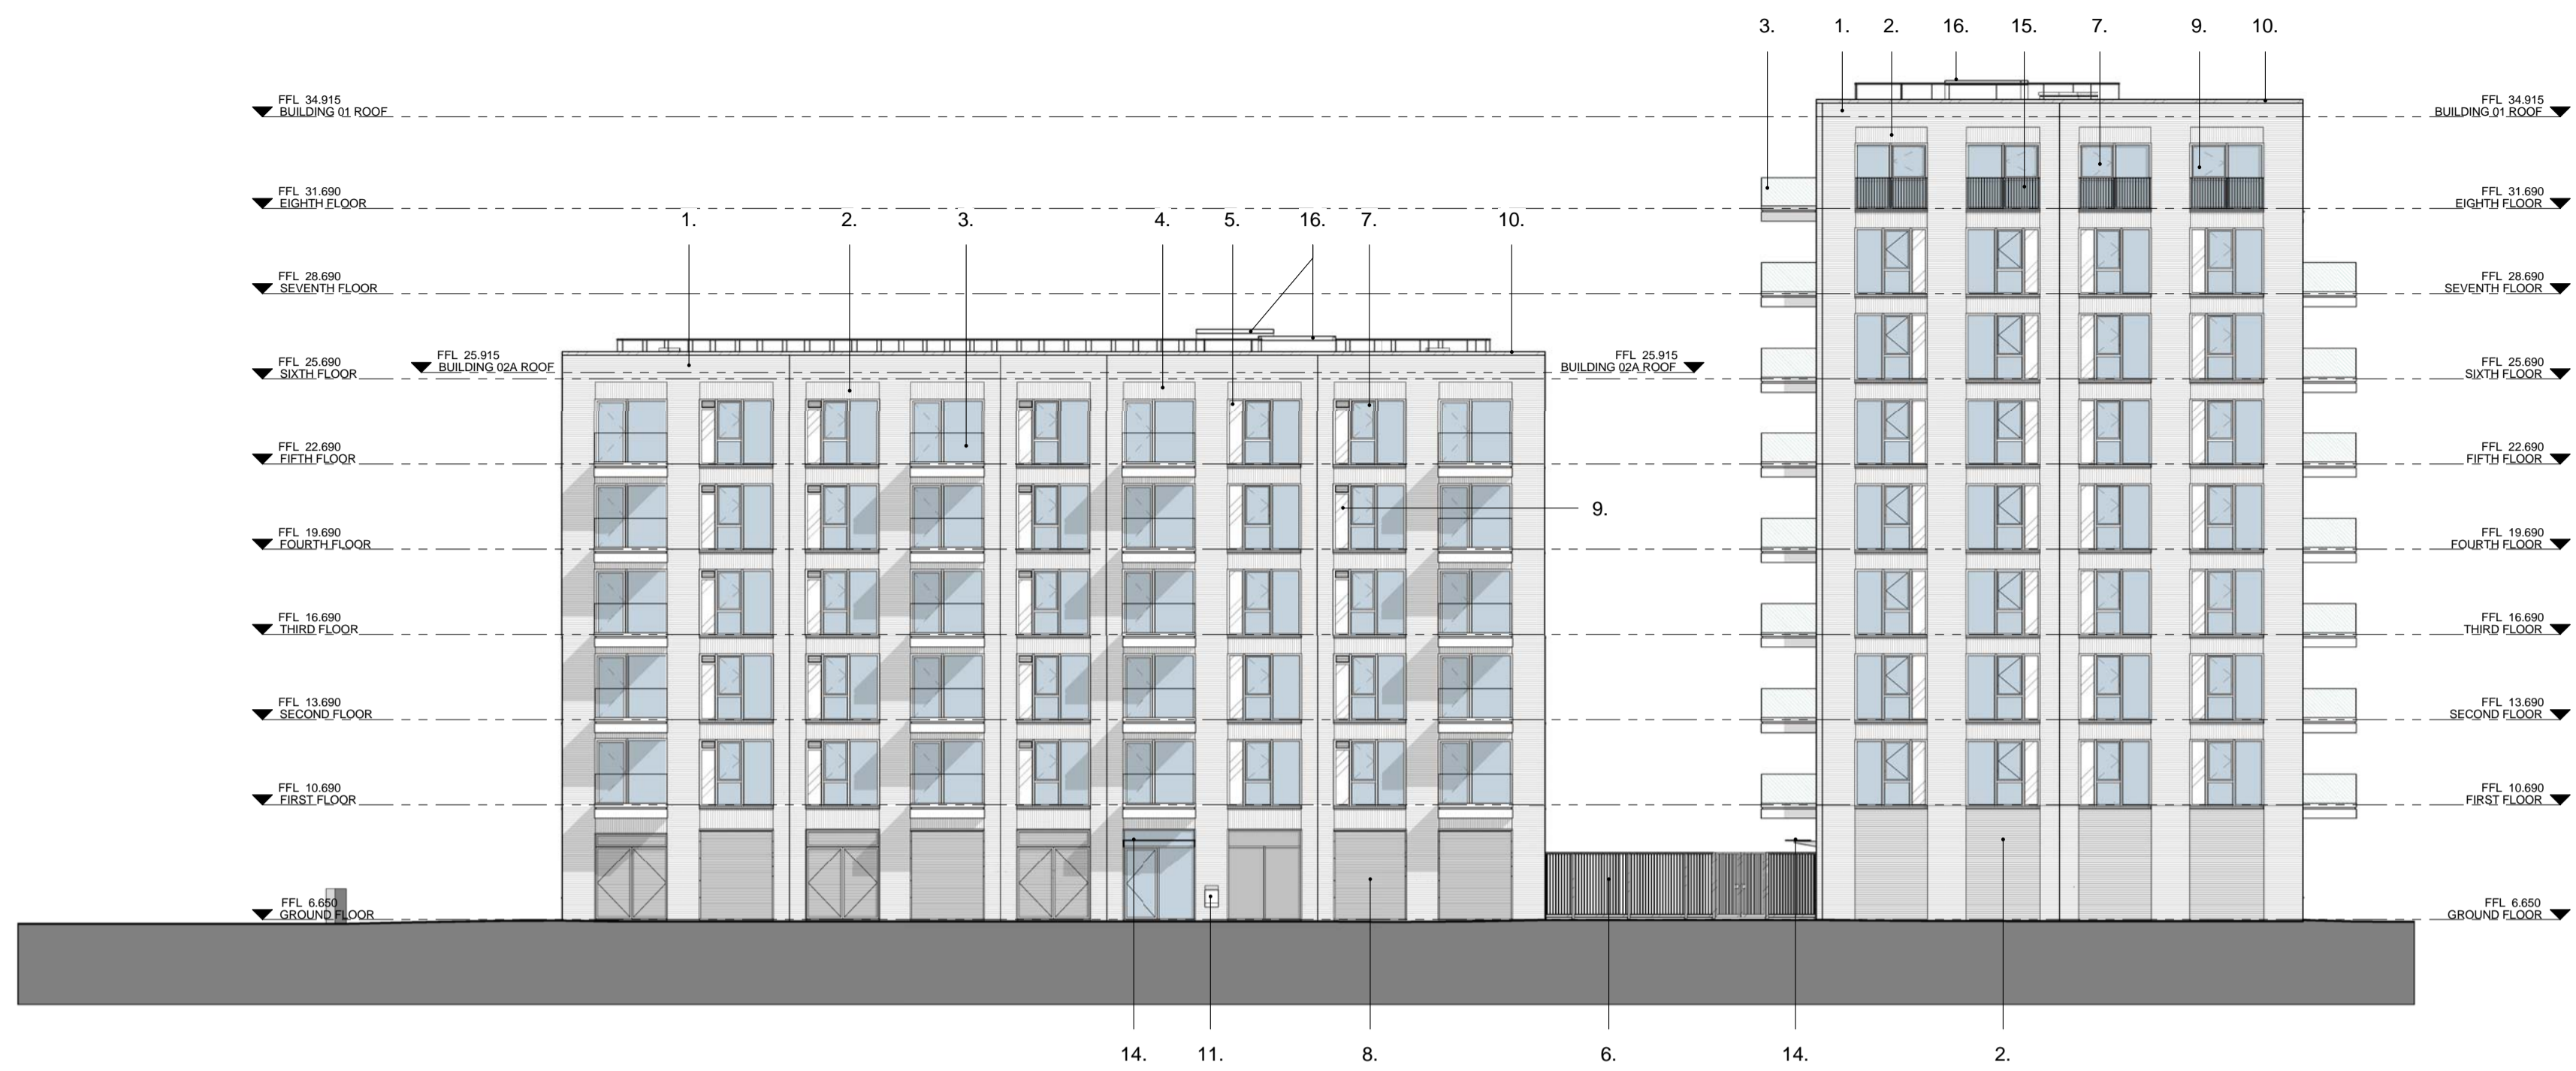 3. 1. 2. 16. 15. 7. 9. 10.
FFL 34.915
BUILDING 01 ROOF
FFL 34.915
BUILDING 01 ROOF
FFL 31.690
EIGHTH FLOOR
FFL 31.690
EIGHTH FLOOR
1. 2. 3. 4. 5. 16. 7. 10.
FFL 28.690
SEVENTH FLOOR
FFL 28.690
SEVENTH FLOOR
FFL 25.690
SIXTH FLOOR
FFL 25.915
BUILDING 02A ROOF
FFL 25.915
BUILDING 02A ROOF
FFL 25.690
SIXTH FLOOR
FFL 22.690
FIFTH FLOOR
FFL 22.690
FIFTH FLOOR
9.
FFL 19.690
FOURTH FLOOR
FFL 19.690
FOURTH FLOOR
FFL 16.690
THIRD FLOOR
FFL 16.690
THIRD FLOOR
FFL 13.690
SECOND FLOOR
FFL 13.690
SECOND FLOOR
FFL 10.690
FIRST FLOOR
FFL 10.690
FIRST FLOOR
FFL 6.650
GROUND FLOOR
FFL 6.650
GROUND FLOOR
14. 11. 8. 6. 14. 2.